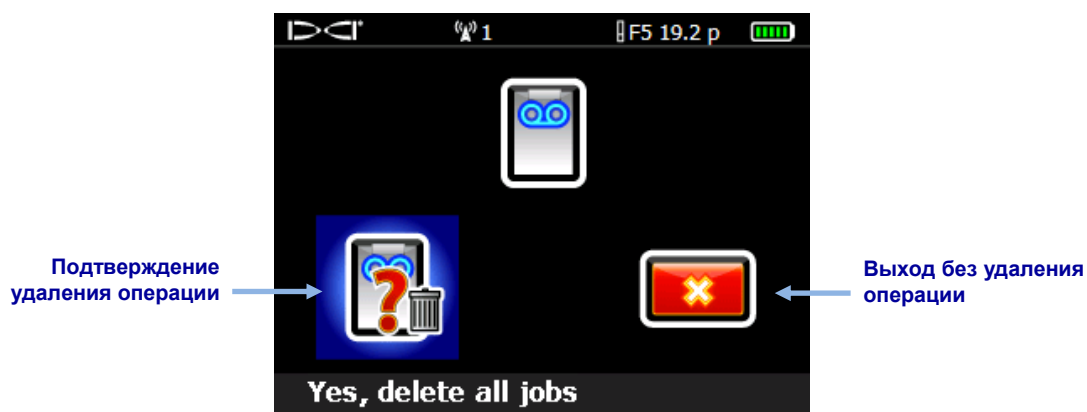 DCI
1
F5 19.2 p
Подтверждение
удаления операции
Выход без удаления
операции
Yes, delete all jobs